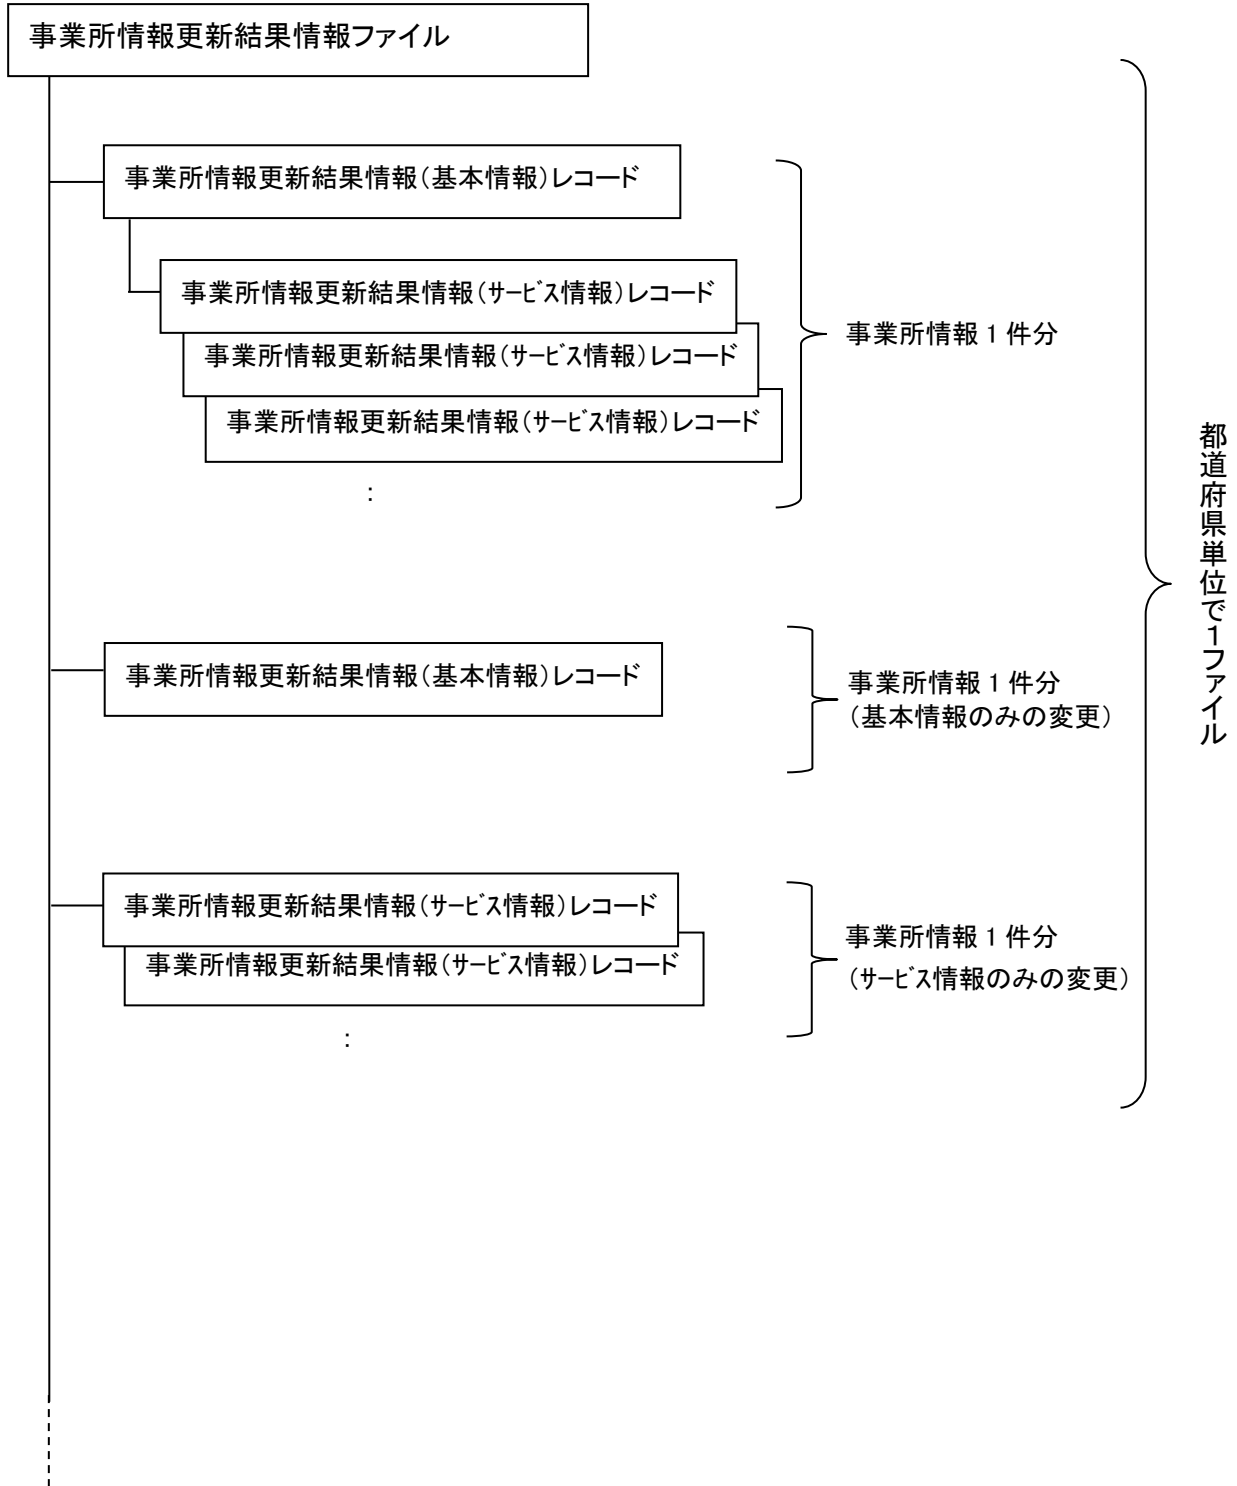 事業所情報更新結果情報ファイル
事業所情報更新結果情報(基本情報)レコード
事業所情報更新結果情報(ｻｰﾋﾞｽ情報)レコード
事業所情報更新結果情報(ｻｰﾋﾞｽ情報)レコード
事業所情報更新結果情報(ｻｰﾋﾞｽ情報)レコード
:
事業所情報 1 件分
事業所情報更新結果情報(基本情報)レコード
事業所情報 1 件分
(基本情報のみの変更)
事業所情報更新結果情報(ｻｰﾋﾞｽ情報)レコード
事業所情報更新結果情報(ｻｰﾋﾞｽ情報)レコード
:
事業所情報 1 件分
(ｻｰﾋﾞｽ情報のみの変更)
都道府県単位で1ファイル